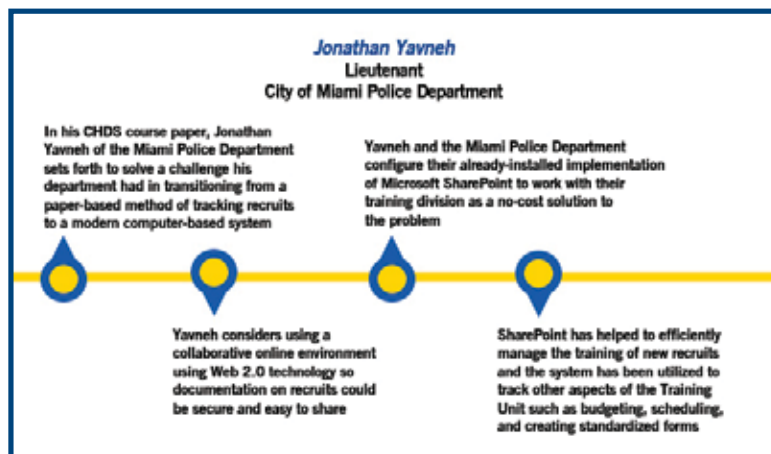 Jonathan Yavneh
Lieutenant
City of Miami Police Department
In his CHDS course paper, Jonathan
Yavneh of the Miami Police Department
sets forth to solve a challenge his
department had in transitioning from a
paper-based method of tracking recruits
to a modern computer-based system
Yavneh considers using a
collaborative online environment
using Web 2.0 technology so
documentation on recruits could
be secure and easy to share
Yavneh and the Miami Police Department
configure their already-installed implementation
of Microsoft SharePoint to work with their
training division as a no-cost solution to
the problem
SharePoint has helped to efficiently
manage the training of new recruits
and the system has been utilized to
track other aspects of the Training
Unit such as budgeting, scheduling,
and creating standardized forms